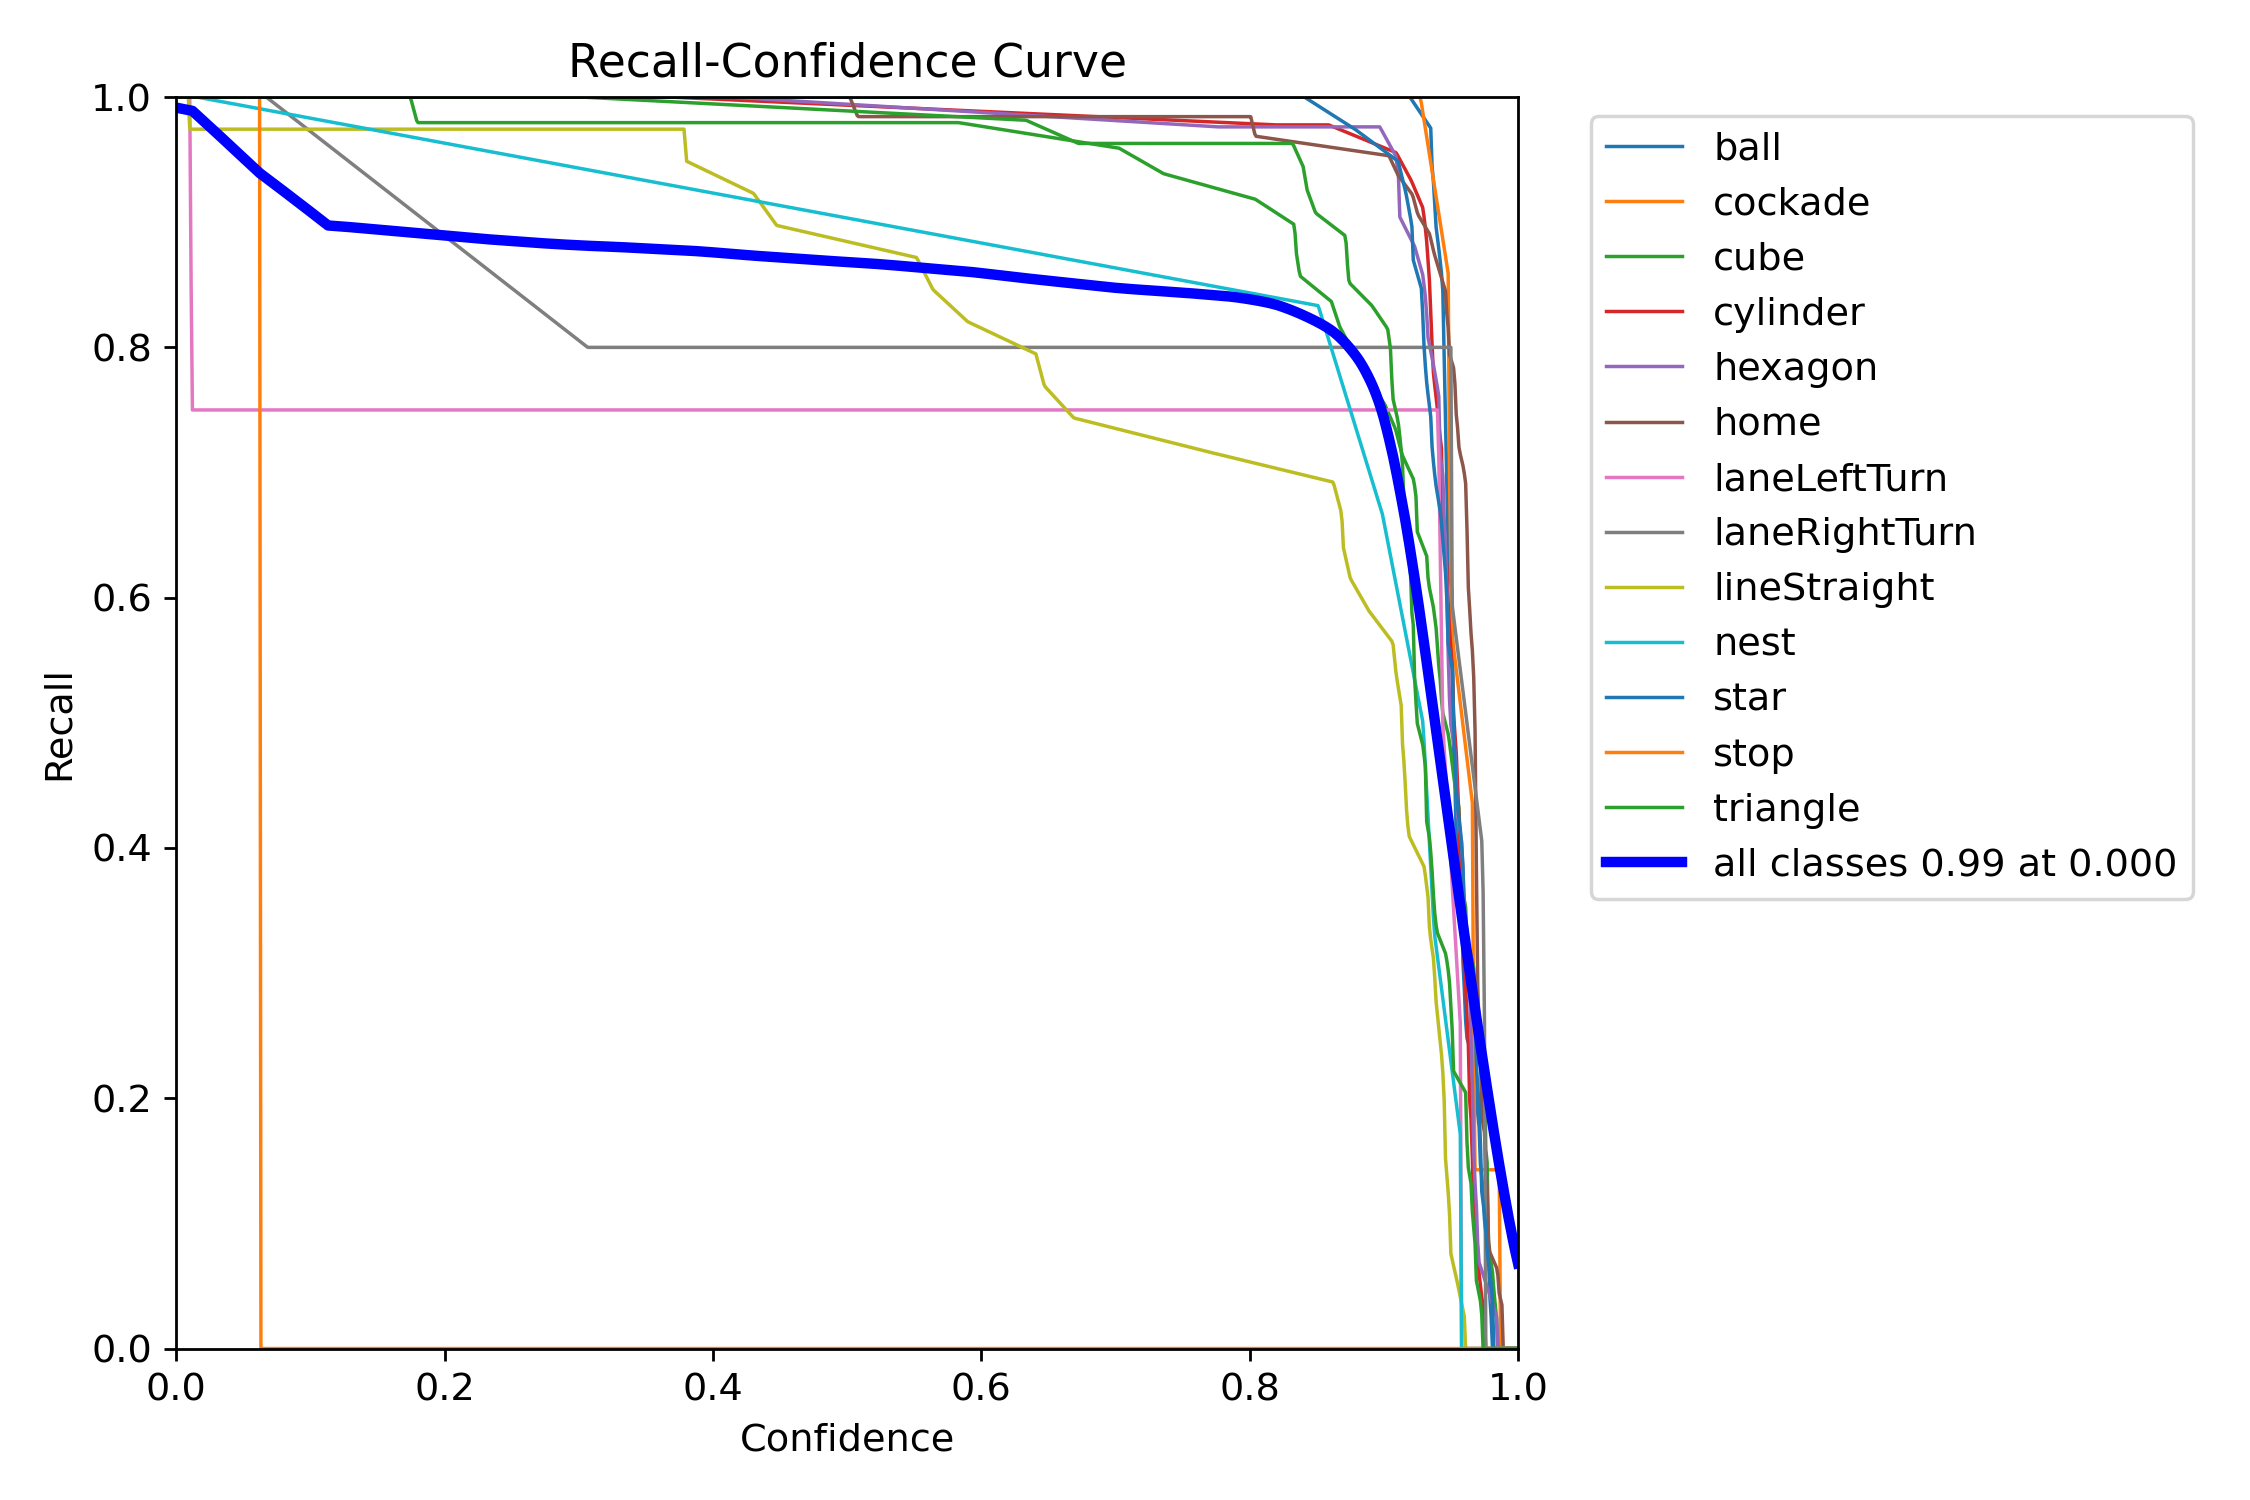 Recall-Confidence Curve
1.0
0.8
0.6
0.4
0.2
0.0
Recall
0.0 0.2 0.4 0.6 0.8 1.0
Confidence
ball
cockade
cube
cylinder
hexagon
home
laneLeftTurn
laneRightTurn
lineStraight
nest
star
stop
triangle
all classes 0.99 at 0.000